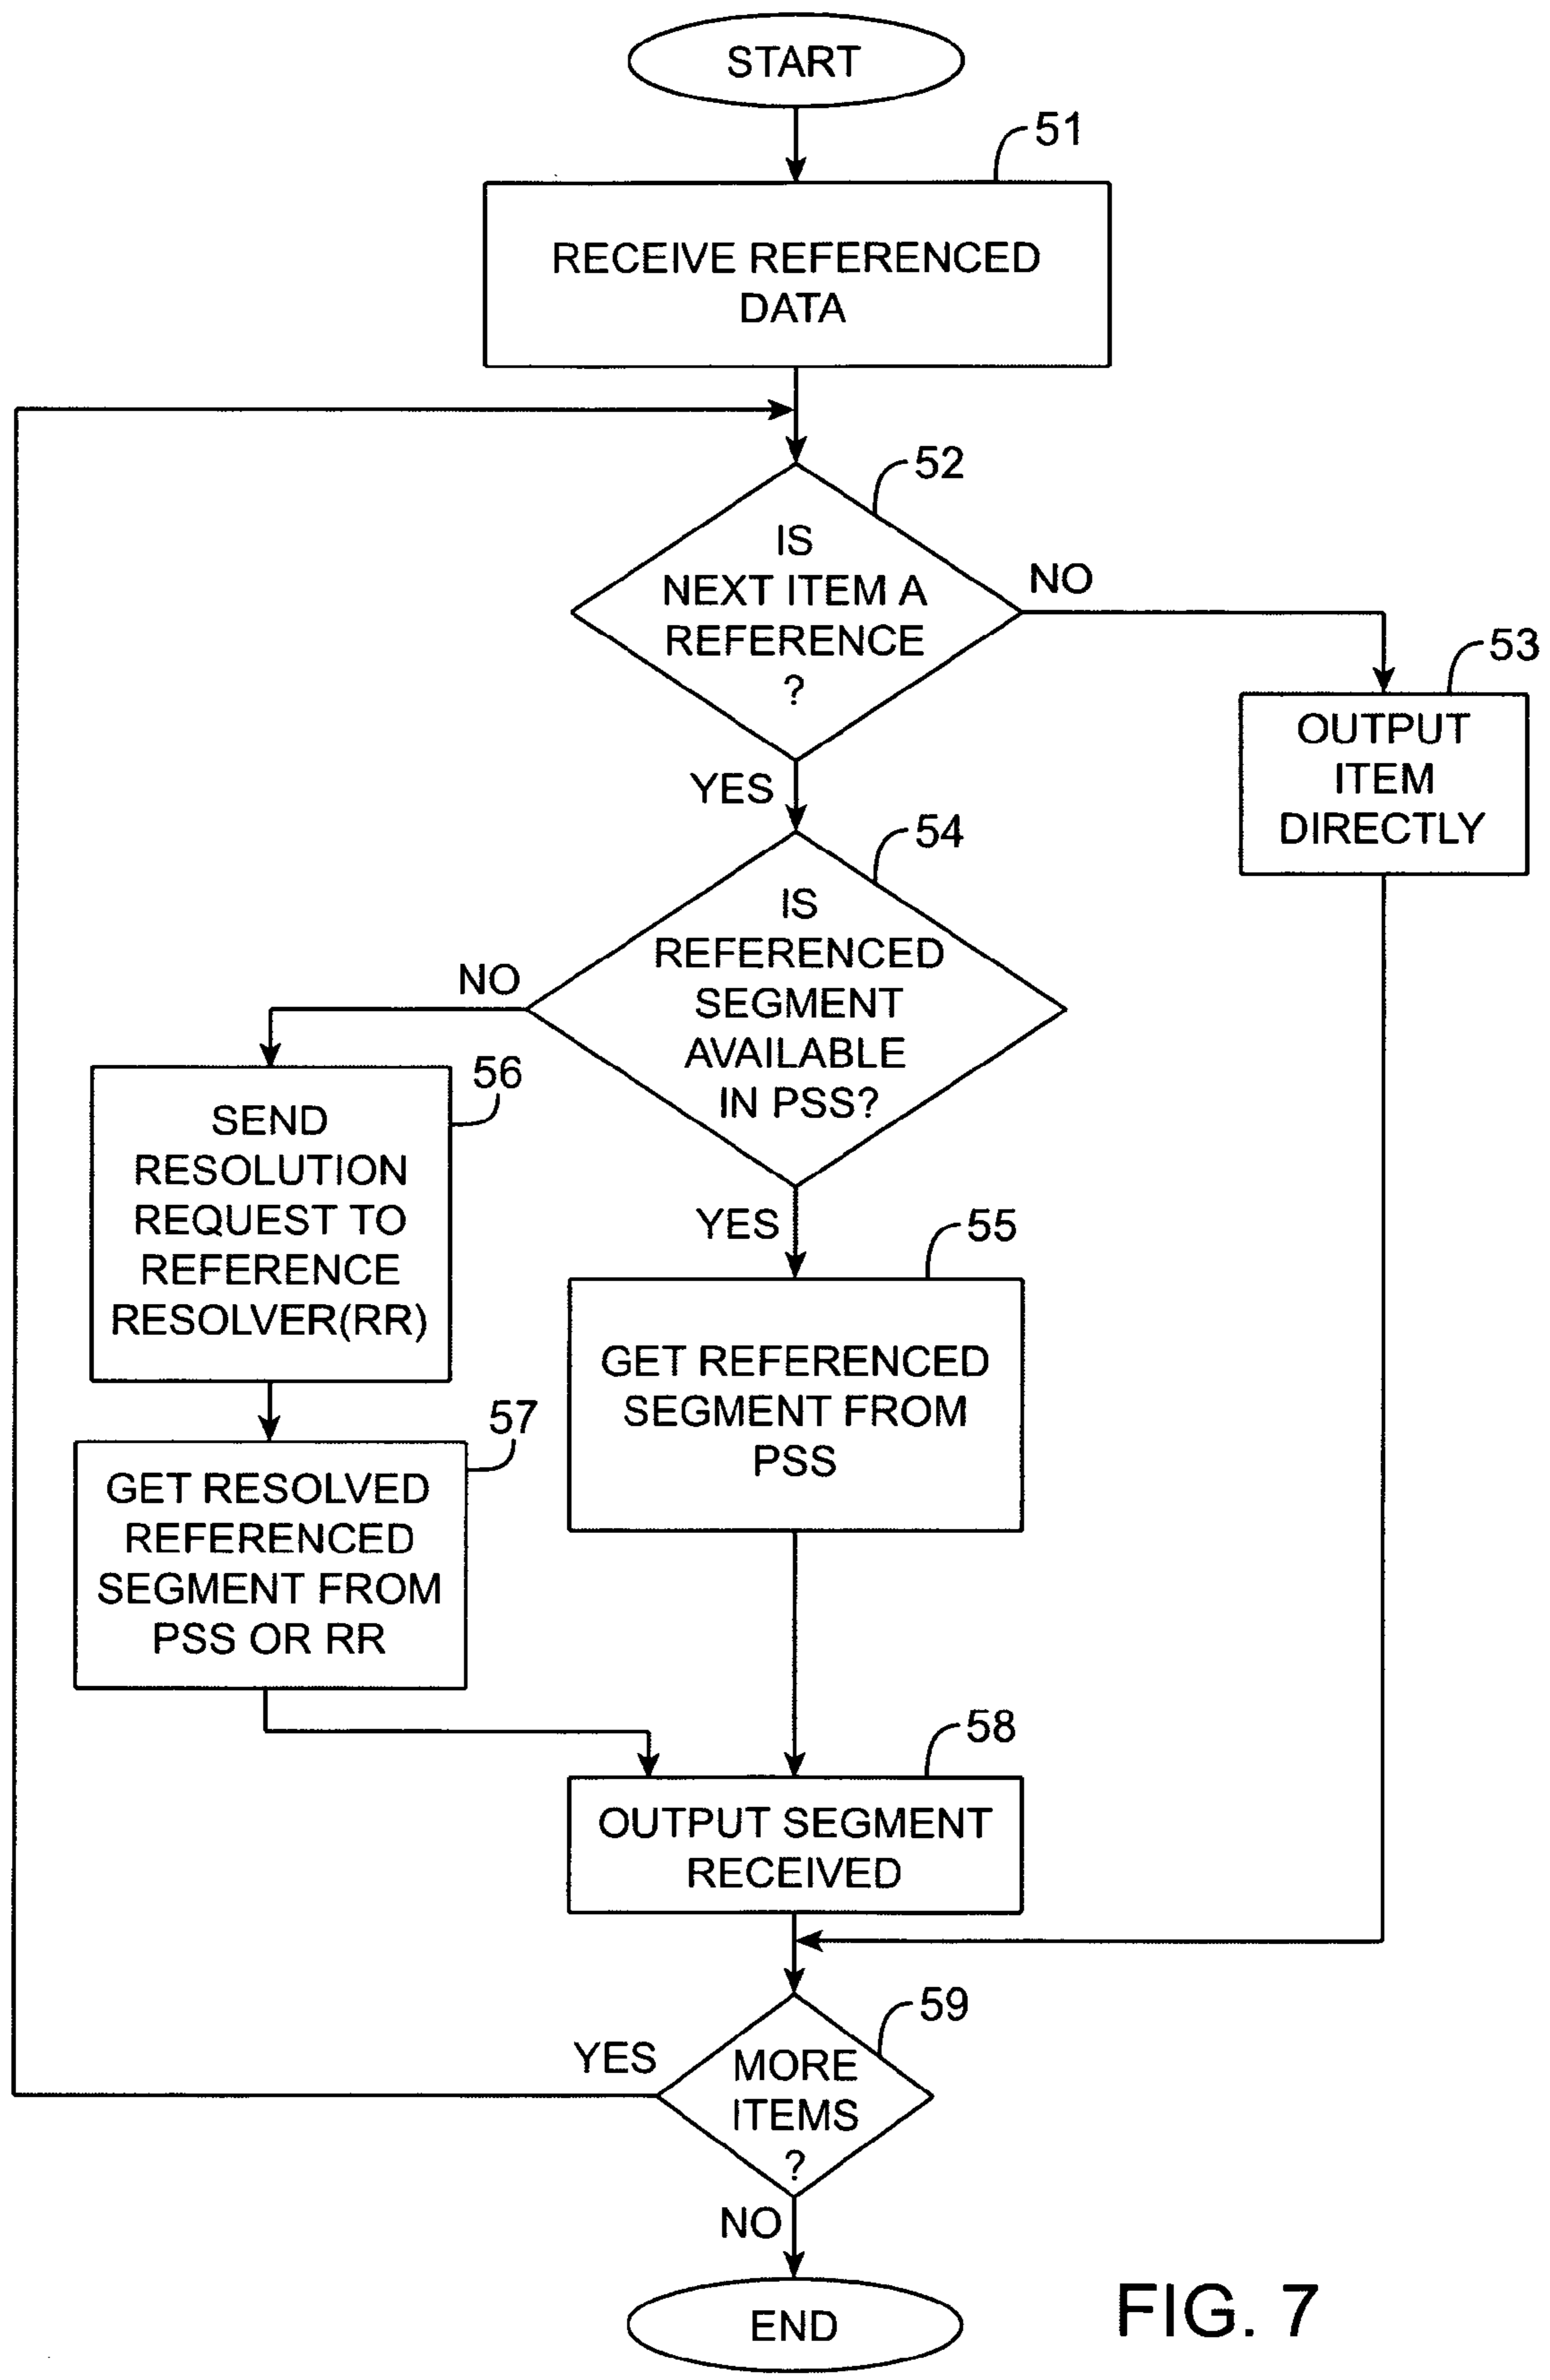 START
51
RECEIVE REFERENCED
DATA
52
IS
NEXT ITEM A
REFERENCE
?
NO
53
OUTPUT
ITEM
DIRECTLY
YES
54
IS
REFERENCED
SEGMENT
AVAILABLE
IN PSS?
NO
56
SEND
RESOLUTION
REQUEST TO
REFERENCE
RESOLVER(RR)
YES
55
GET REFERENCED
SEGMENT FROM
PSS
57
GET RESOLVED
REFERENCED
SEGMENT FROM
PSS OR RR
58
OUTPUT SEGMENT
RECEIVED
59
MORE
ITEMS
?
YES
NO
END
FIG. 7